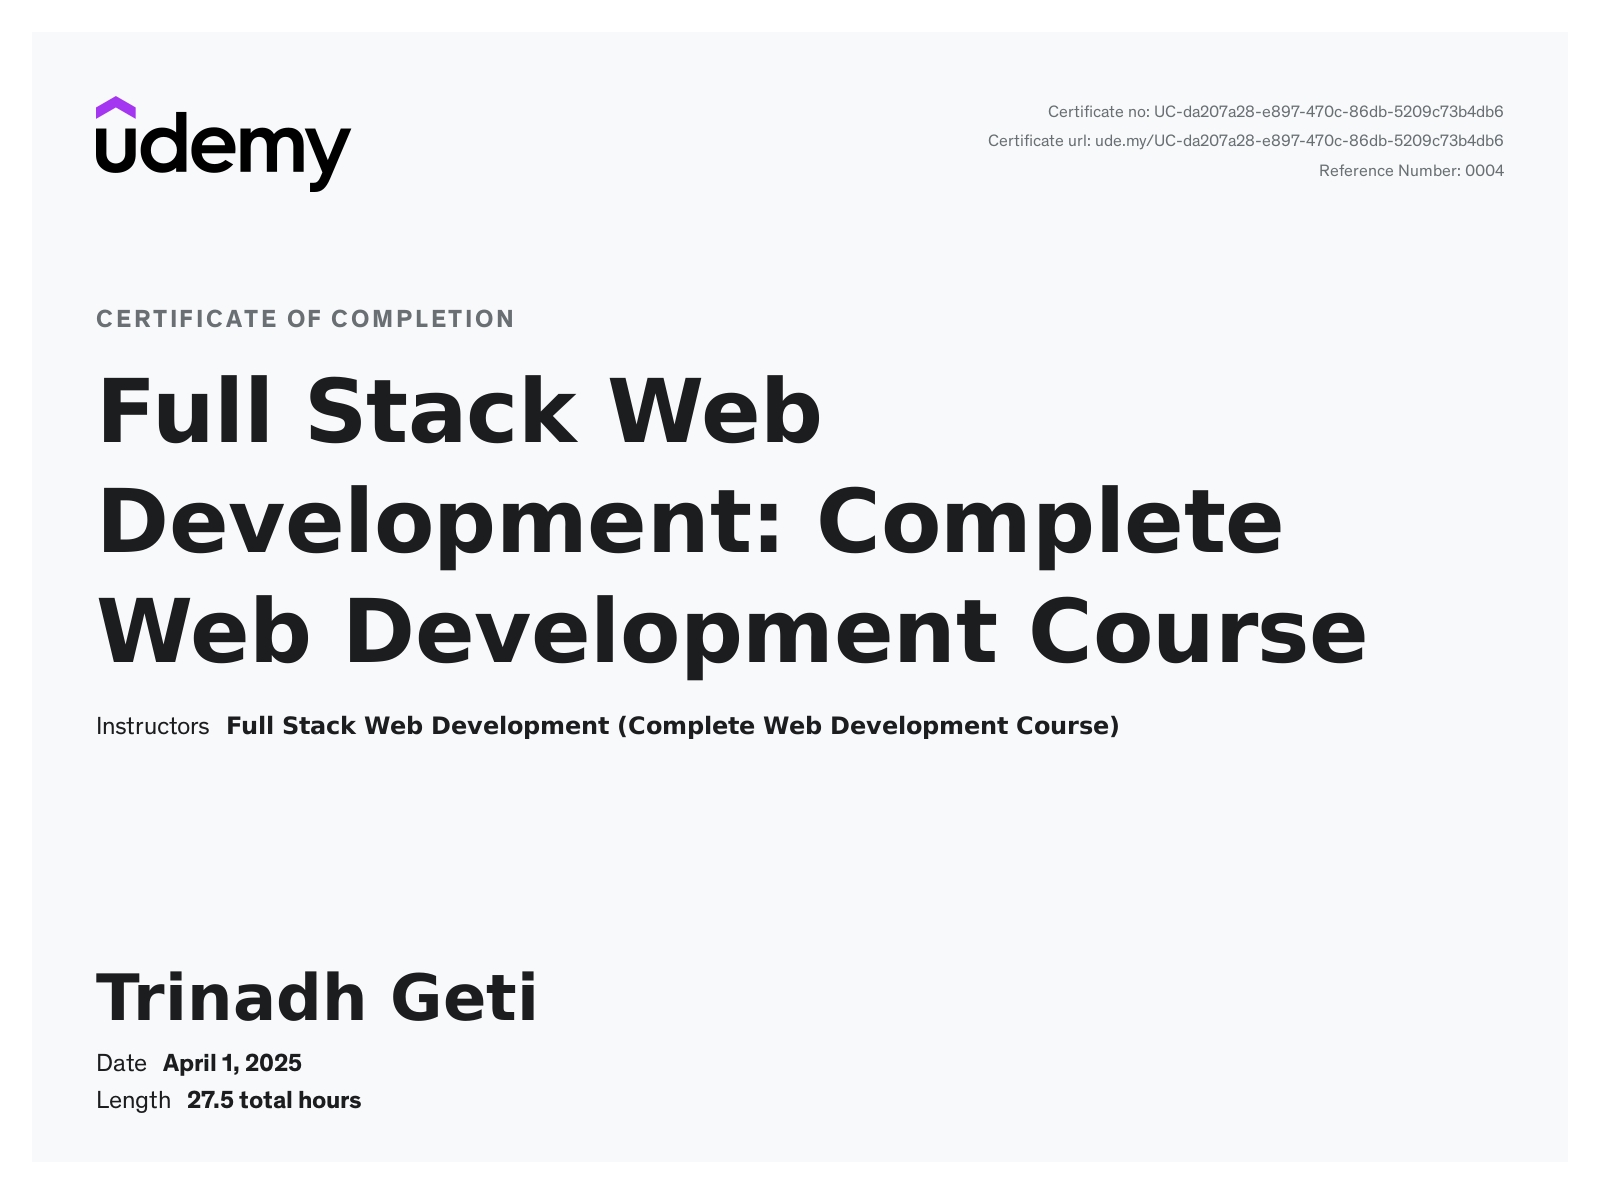 udemy
Certificate no: UC-da207a28-e897-470c-86db-5209c73b4db6
Certificate url: ude.my/UC-da207a28-e897-470c-86db-5209c73b4db6
Reference Number: 0004
CERTIFICATE OF COMPLETION
Full Stack Web
Development: Complete
Web Development Course
Instructors Full Stack Web Development (Complete Web Development Course)
Trinadh Geti
Date April 1, 2025
Length 27.5 total hours